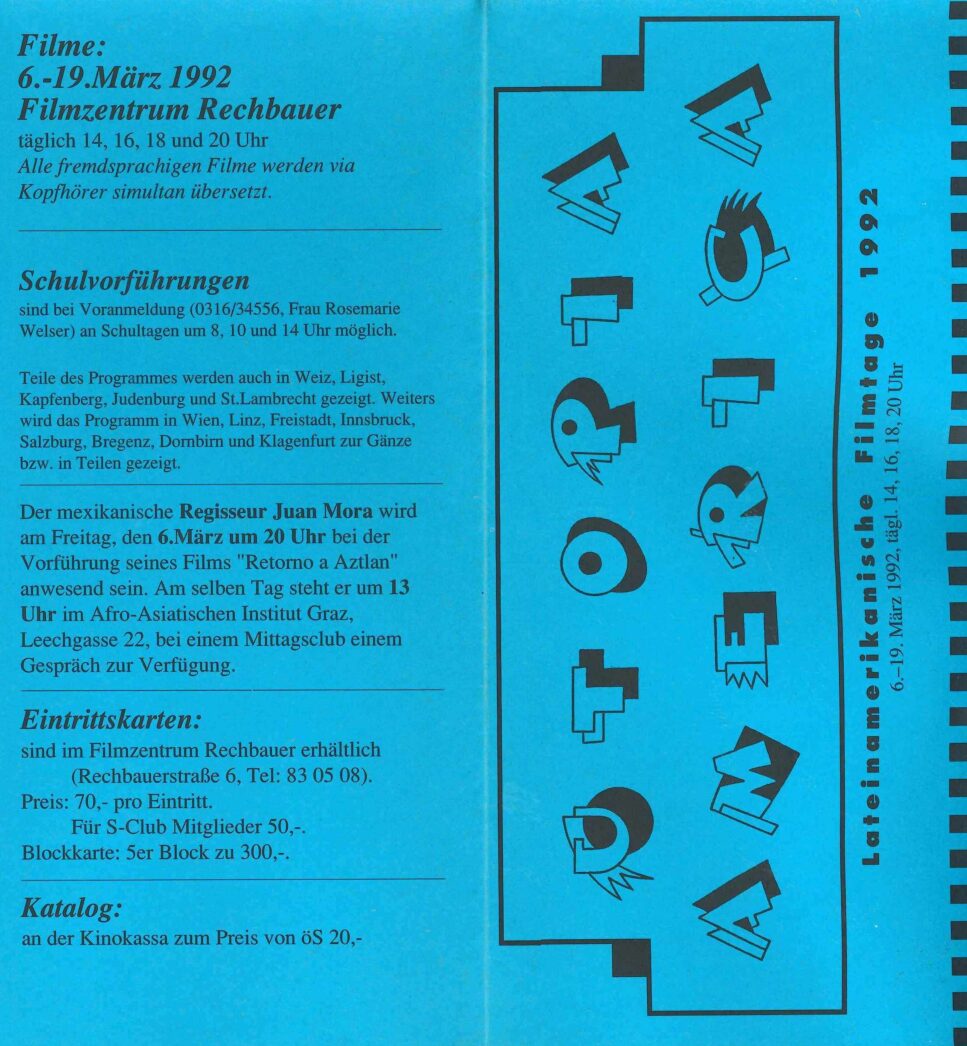 Filme:
6.-19.März 1992
Filmzentrum Rechbauer
täglich 14, 16, 18 und 20 Uhr
Alle fremdsprachigen Filme werden via
Kopfhörer simultan übersetzt.
Schulvorführungen
sind bei Voranmeldung (0316/34556, Frau Rosemarie
Welser) an Schultagen um 8, 10 und 14 Uhr möglich.
Teile des Programmes werden auch in Weiz, Ligist,
Kapfenberg, Judenburg und St.Lambrecht gezeigt. Weiters
wird das Programm in Wien, Linz, Freistadt, Innsbruck,
Salzburg, Bregenz, Dornbirn und Klagenfurt zur Gänze
bzw. in Teilen gezeigt.
Der mexikanische Regisseur Juan Mora wird
am Freitag, den 6.März um 20 Uhr bei der
Vorführung seines Films "Retorno a Aztlan"
anwesend sein. Am selben Tag steht er um 13
Uhr im Afro-Asiatischen Institut Graz,
Leechgasse 22, bei einem Mittagsclub einem
Gespräch zur Verfügung.
Eintrittskarten:
sind im Filmzentrum Rechbauer erhältlich
(Rechbauerstraße 6, Tel: 83 05 08).
Preis: 70,- pro Eintritt.
Für S-Club Mitglieder 50,-.
Blockkarte: 5er Block zu 300,-.
Katalog:
an der Kinokassa zum Preis von öS 20,-
GLORIA
AMERICA
Lateinamerikanische Filmtage 1992
6.–19. März 1992, tägl. 14, 16, 18, 20 Uhr